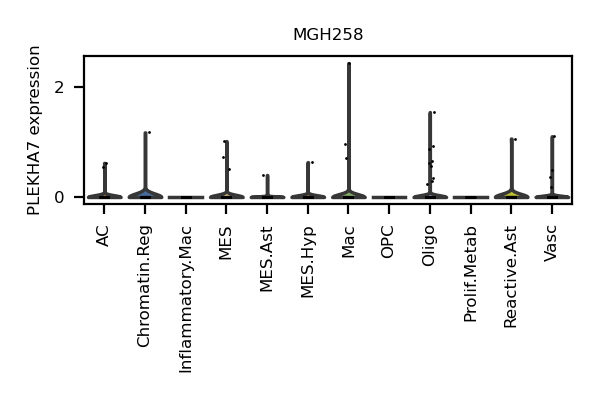 MGH258
PLEKHA7 expression
2
0
AC
Chromatin.Reg
Inflammatory.Mac
MES
MES.Ast
MES.Hyp
Mac
OPC
Oligo
Prolif.Metab
Reactive.Ast
Vasc